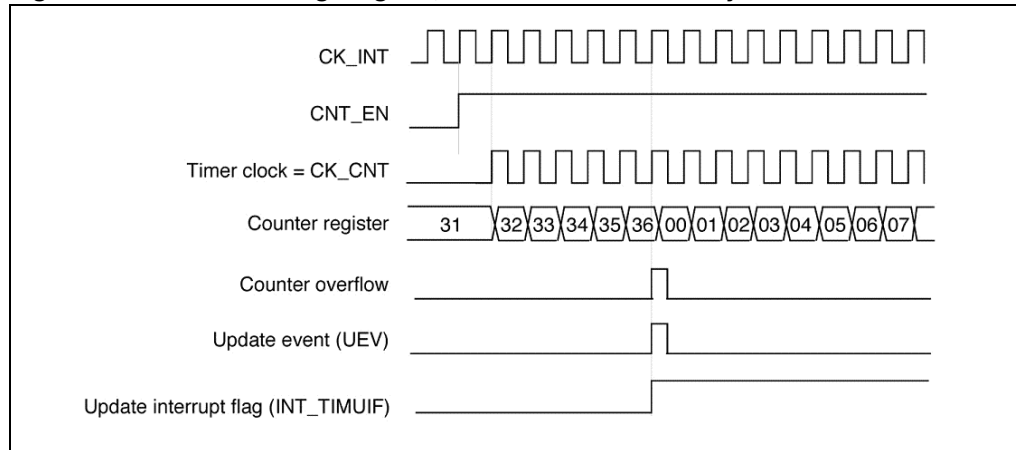 CK_INT
CNT_EN
Timer clock = CK_CNT
Counter register 31 32 33 34 35 36 00 01 02 03 04 05 06 07
Counter overflow
Update event (UEV)
Update interrupt flag (INT_TIMUIF)